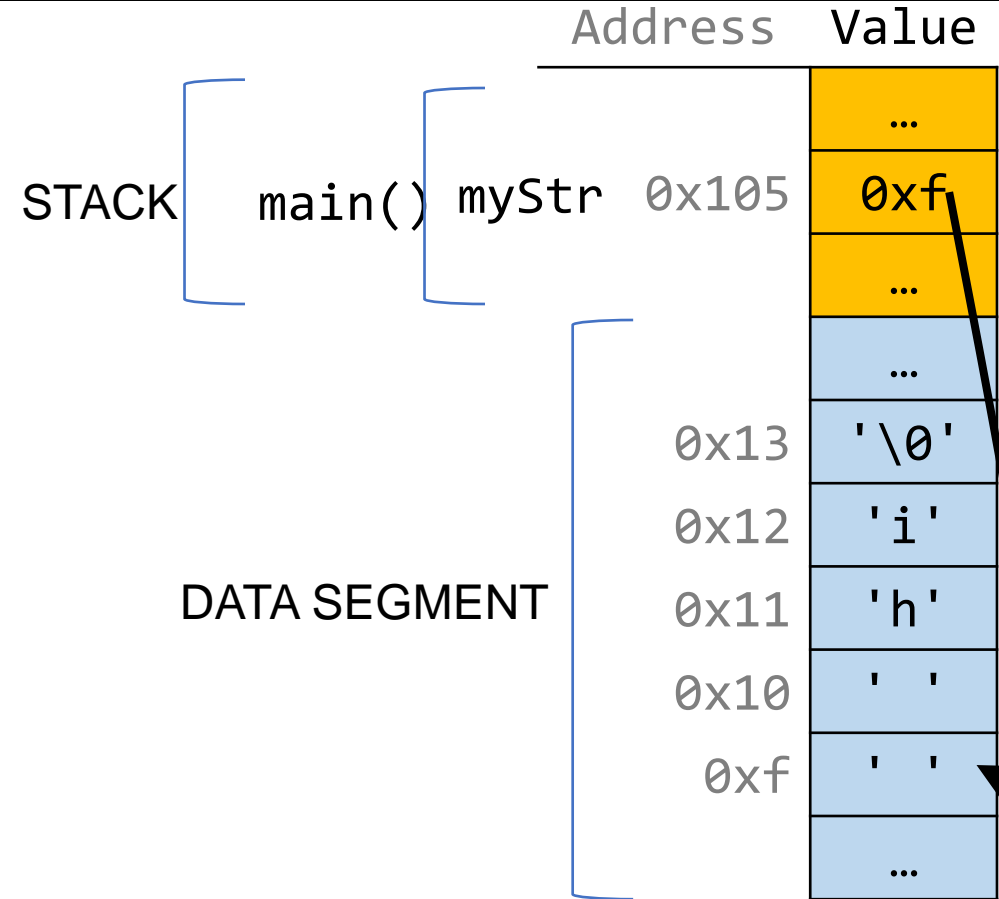 Address Value
…
STACK main() myStr 0x105 0xf
…
…
0x13 '\0'
0x12 'i'
DATA SEGMENT 0x11 'h'
0x10 ' '
0xf ' '
…